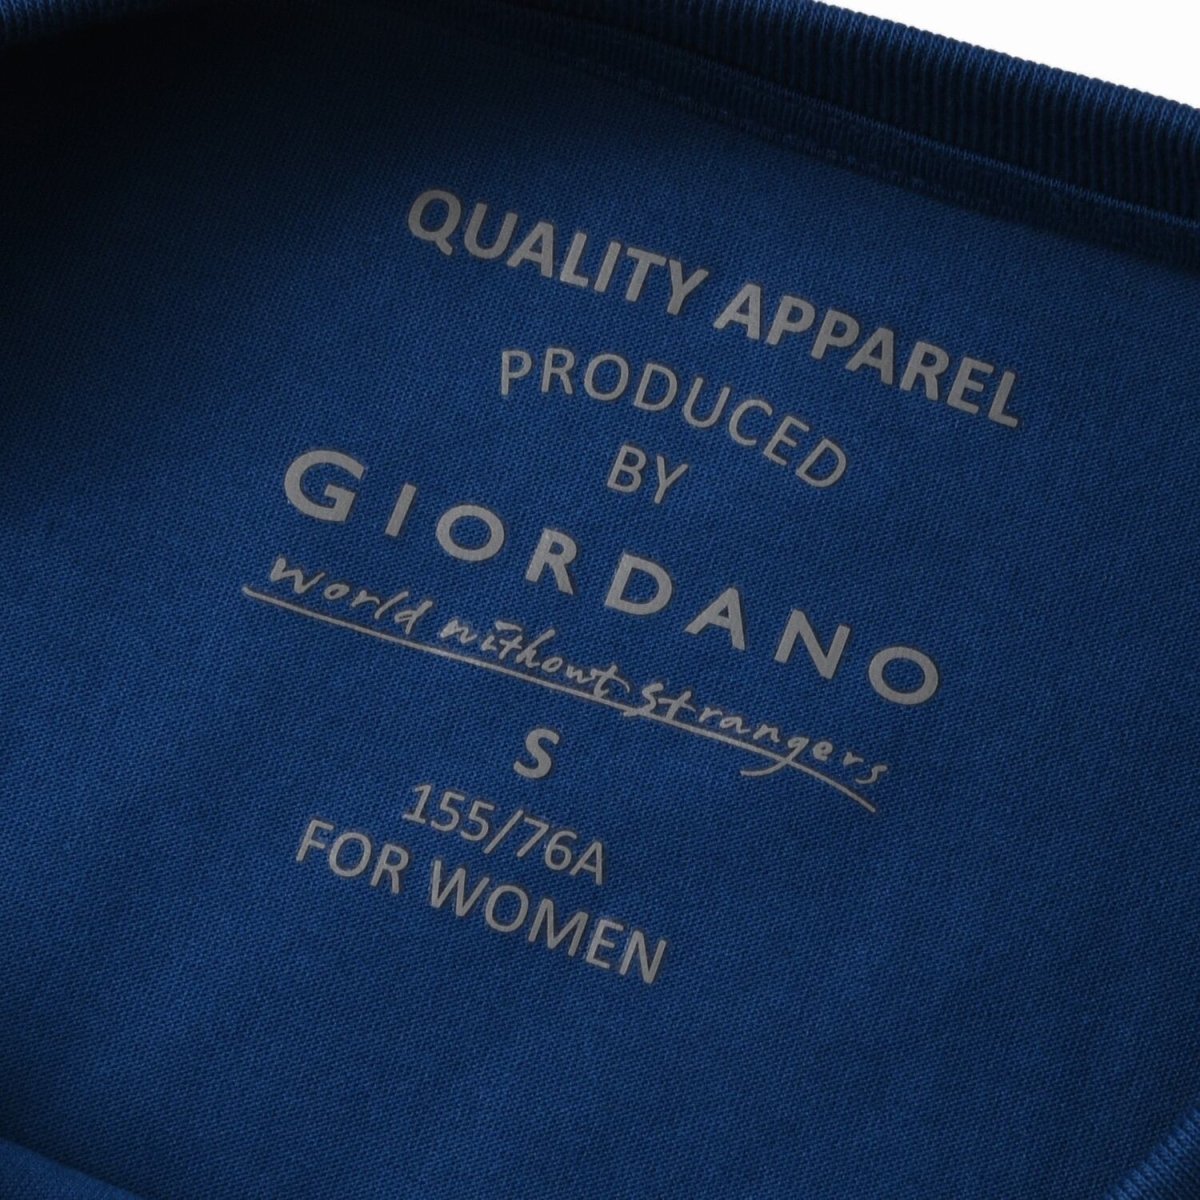 QUALITY APPAREL
PRODUCED
BY
GIORDANO
World without Strangers
S
155/76A
FOR WOMEN